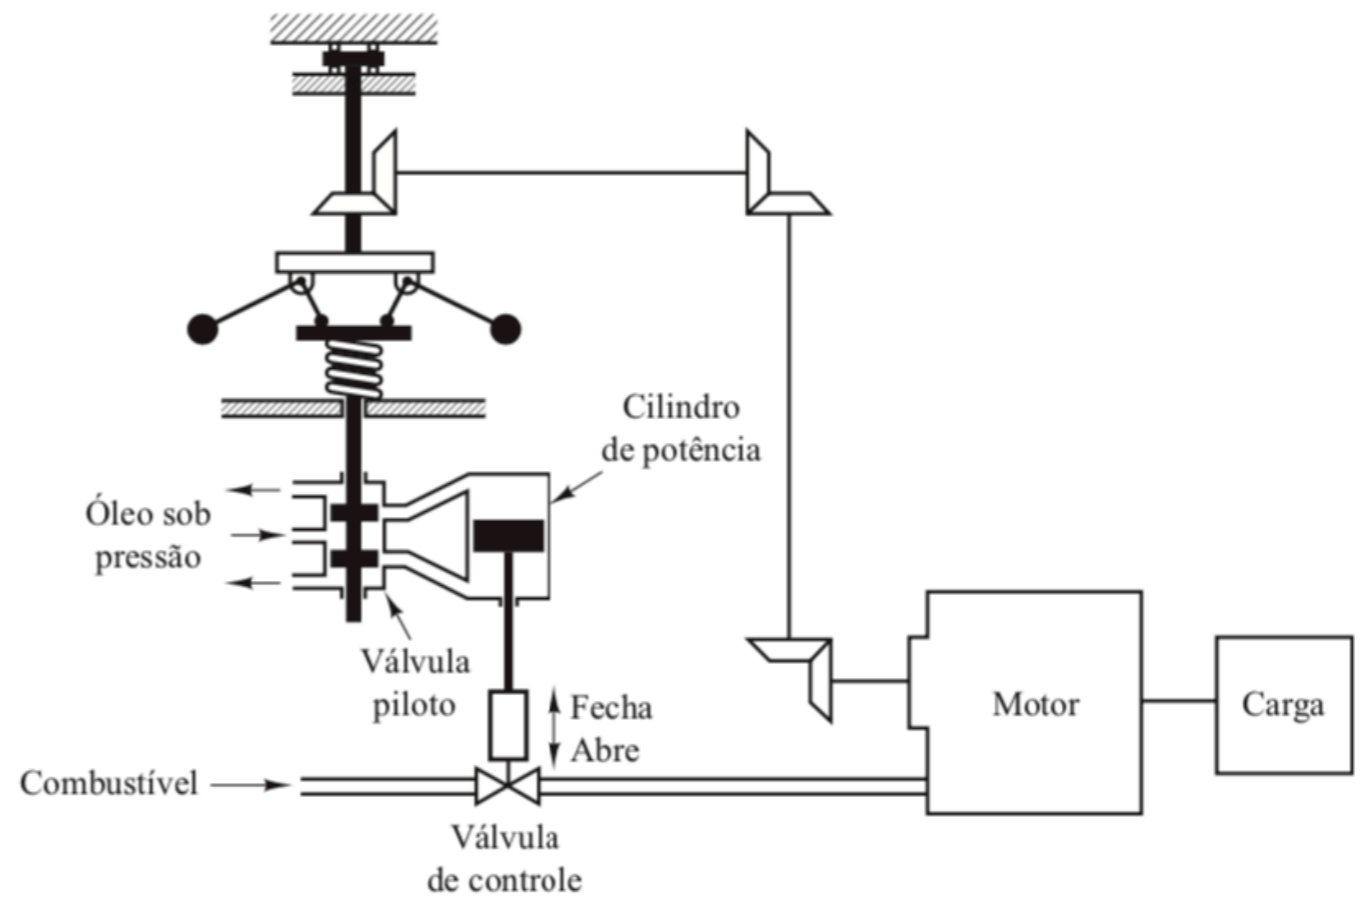 Cilindro
de potência
Óleo sob
pressão
Válvula
piloto
Fecha
Abre
Motor
Carga
Combustível
Válvula
de controle